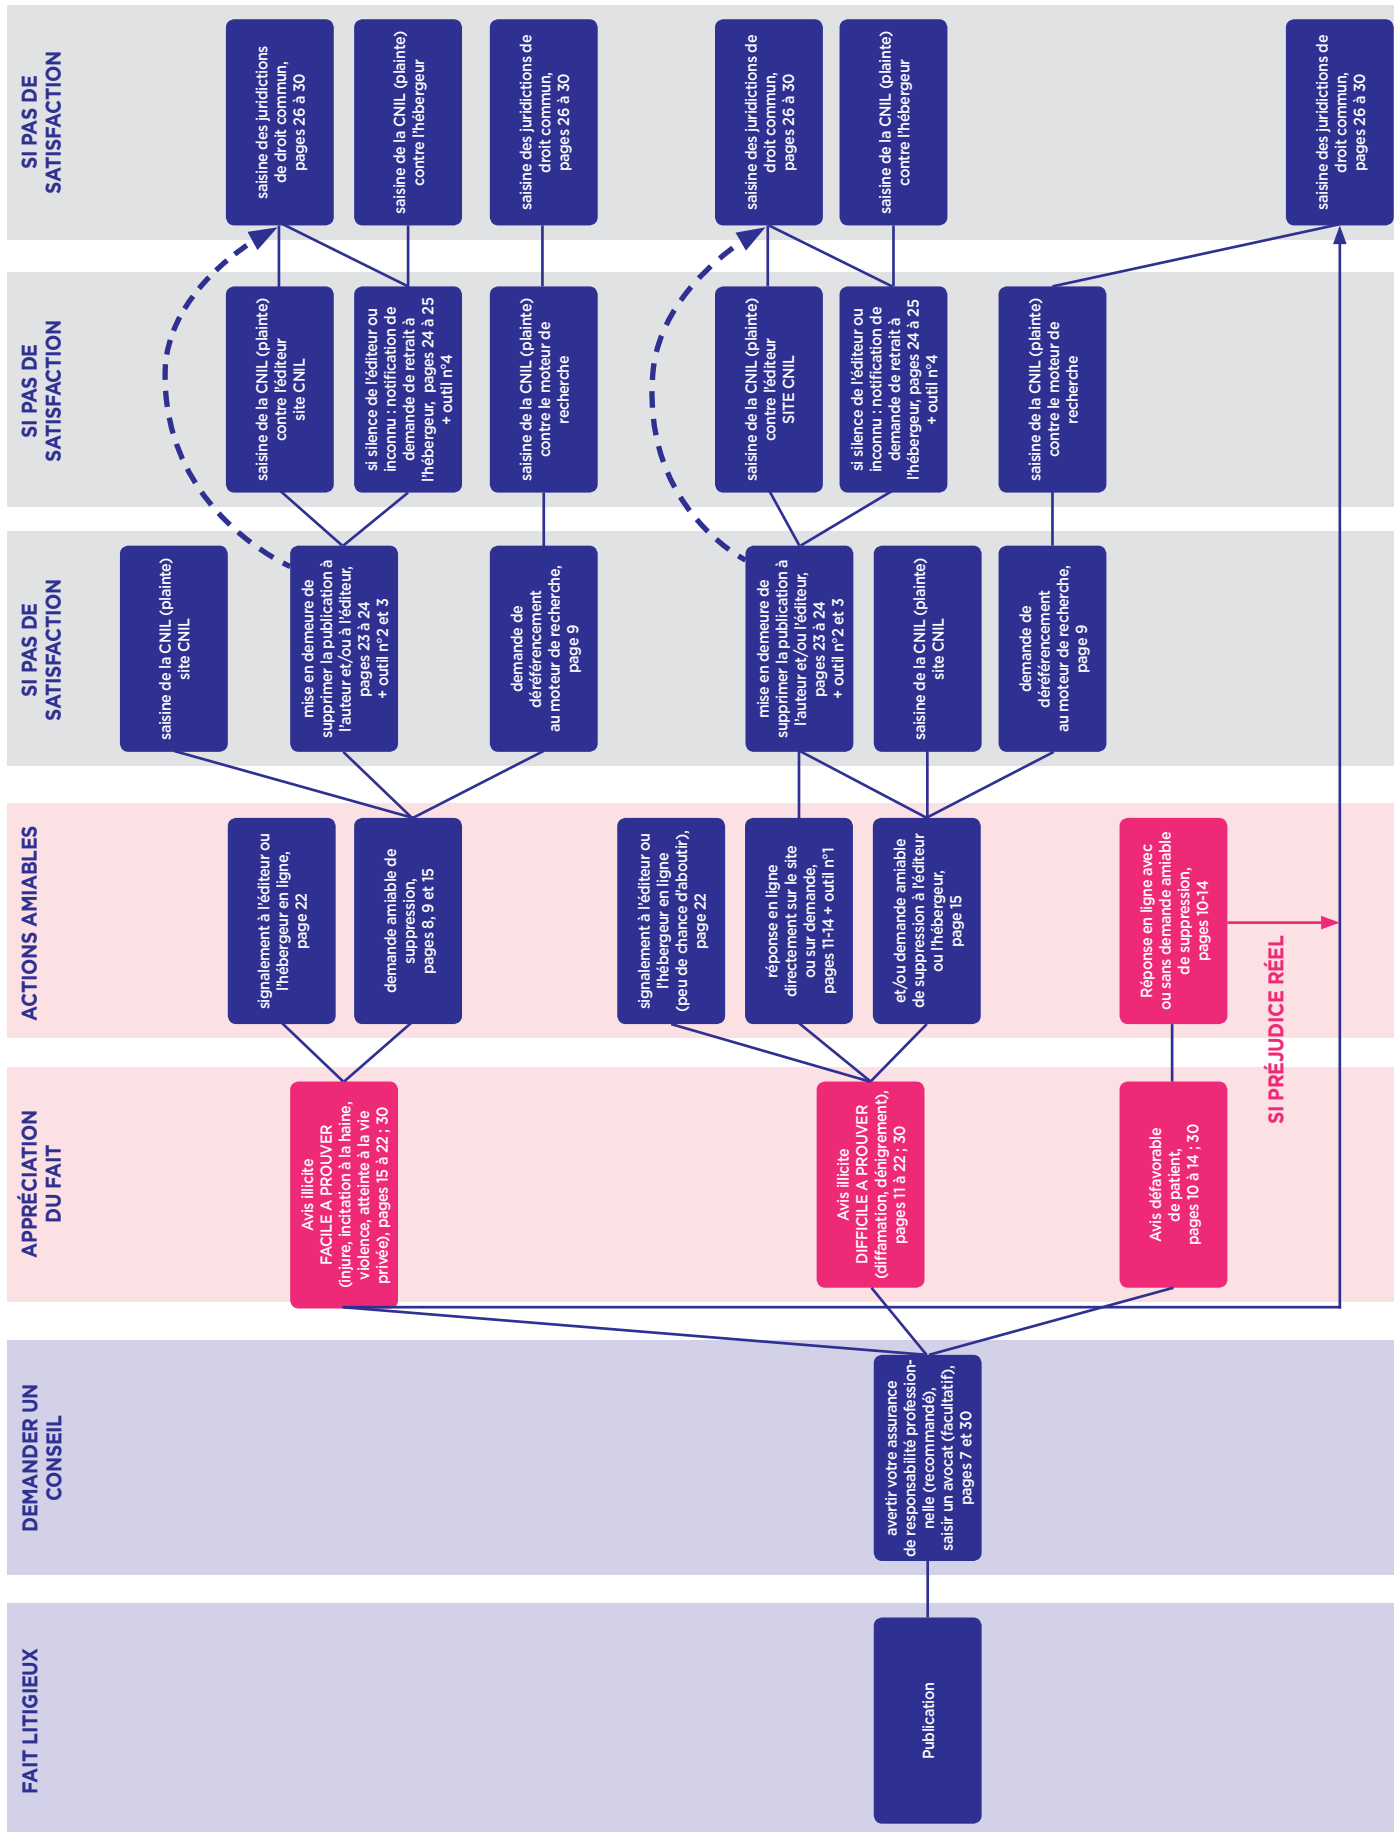 FAIT LITIGIEUX
Publication
DEMANDER UN
CONSEIL
avertir votre assurance
de responsabilité profession-
nelle (recommandé),
saisir un avocat (facultatif),
pages 7 et 30
APPRÉCIATION
DU FAIT
Avis illicite
FACILE A PROUVER
(injure, incitation à la haine,
violence, atteinte à la vie
privée), pages 15 à 22 ; 30
Avis illicite
DIFFICILE A PROUVER
(diffamation, dénigrement),
pages 11 à 22 ; 30
Avis défavorable
de patient,
pages 10 à 14 ; 30
ACTIONS AMIABLES
signalement à l'éditeur ou
l'hébergeur en ligne,
page 22
demande amiable de
suppression,
pages 8, 9 et 15
signalement à l'éditeur ou
l'hébergeur en ligne
(peu de chance d'aboutir),
page 22
réponse en ligne
directement sur le site
ou sur demande,
pages 11-14 + outil n°1
et/ou demande amiable
de suppression à l'éditeur
ou l'hébergeur,
page 15
Réponse en ligne avec
ou sans demande amiable
de suppression,
pages 10-14
SI PRÉJUDICE RÉEL
SI PAS DE
SATISFACTION
saisine de la CNIL (plainte)
site CNIL
mise en demeure de
supprimer la publication à
l'auteur et/ou à l'éditeur,
pages 23 à 24
+ outil n°2 et 3
demande de
déréférencement
au moteur de recherche,
page 9
mise en demeure de
supprimer la publication à
l'auteur et/ou l'éditeur,
pages 23 à 24
+ outil n°2 et 3
saisine de la CNIL (plainte)
site CNIL
demande de
déréférencement
au moteur de recherche,
page 9
SI PAS DE
SATISFACTION
saisine de la CNIL (plainte)
contre l'éditeur
site CNIL
si silence de l'éditeur ou
inconnu : notification de
demande de retrait à
l'hébergeur, pages 24 à 25
+ outil n°4
saisine de la CNIL (plainte)
contre le moteur de
recherche
saisine de la CNIL (plainte)
contre l'éditeur
SITE CNIL
si silence de l'éditeur ou
inconnu : notification de
demande de retrait à
l'hébergeur, pages 24 à 25
+ outil n°4
saisine de la CNIL (plainte)
contre le moteur de
recherche
SI PAS DE
SATISFACTION
saisine des juridictions
de droit commun,
pages 26 à 30
saisine de la CNIL (plainte)
contre l'hébergeur
saisine des juridictions de
droit commun,
pages 26 à 30
saisine des juridictions de
droit commun,
pages 26 à 30
saisine de la CNIL (plainte)
contre l'hébergeur
saisine des juridictions de
droit commun,
pages 26 à 30